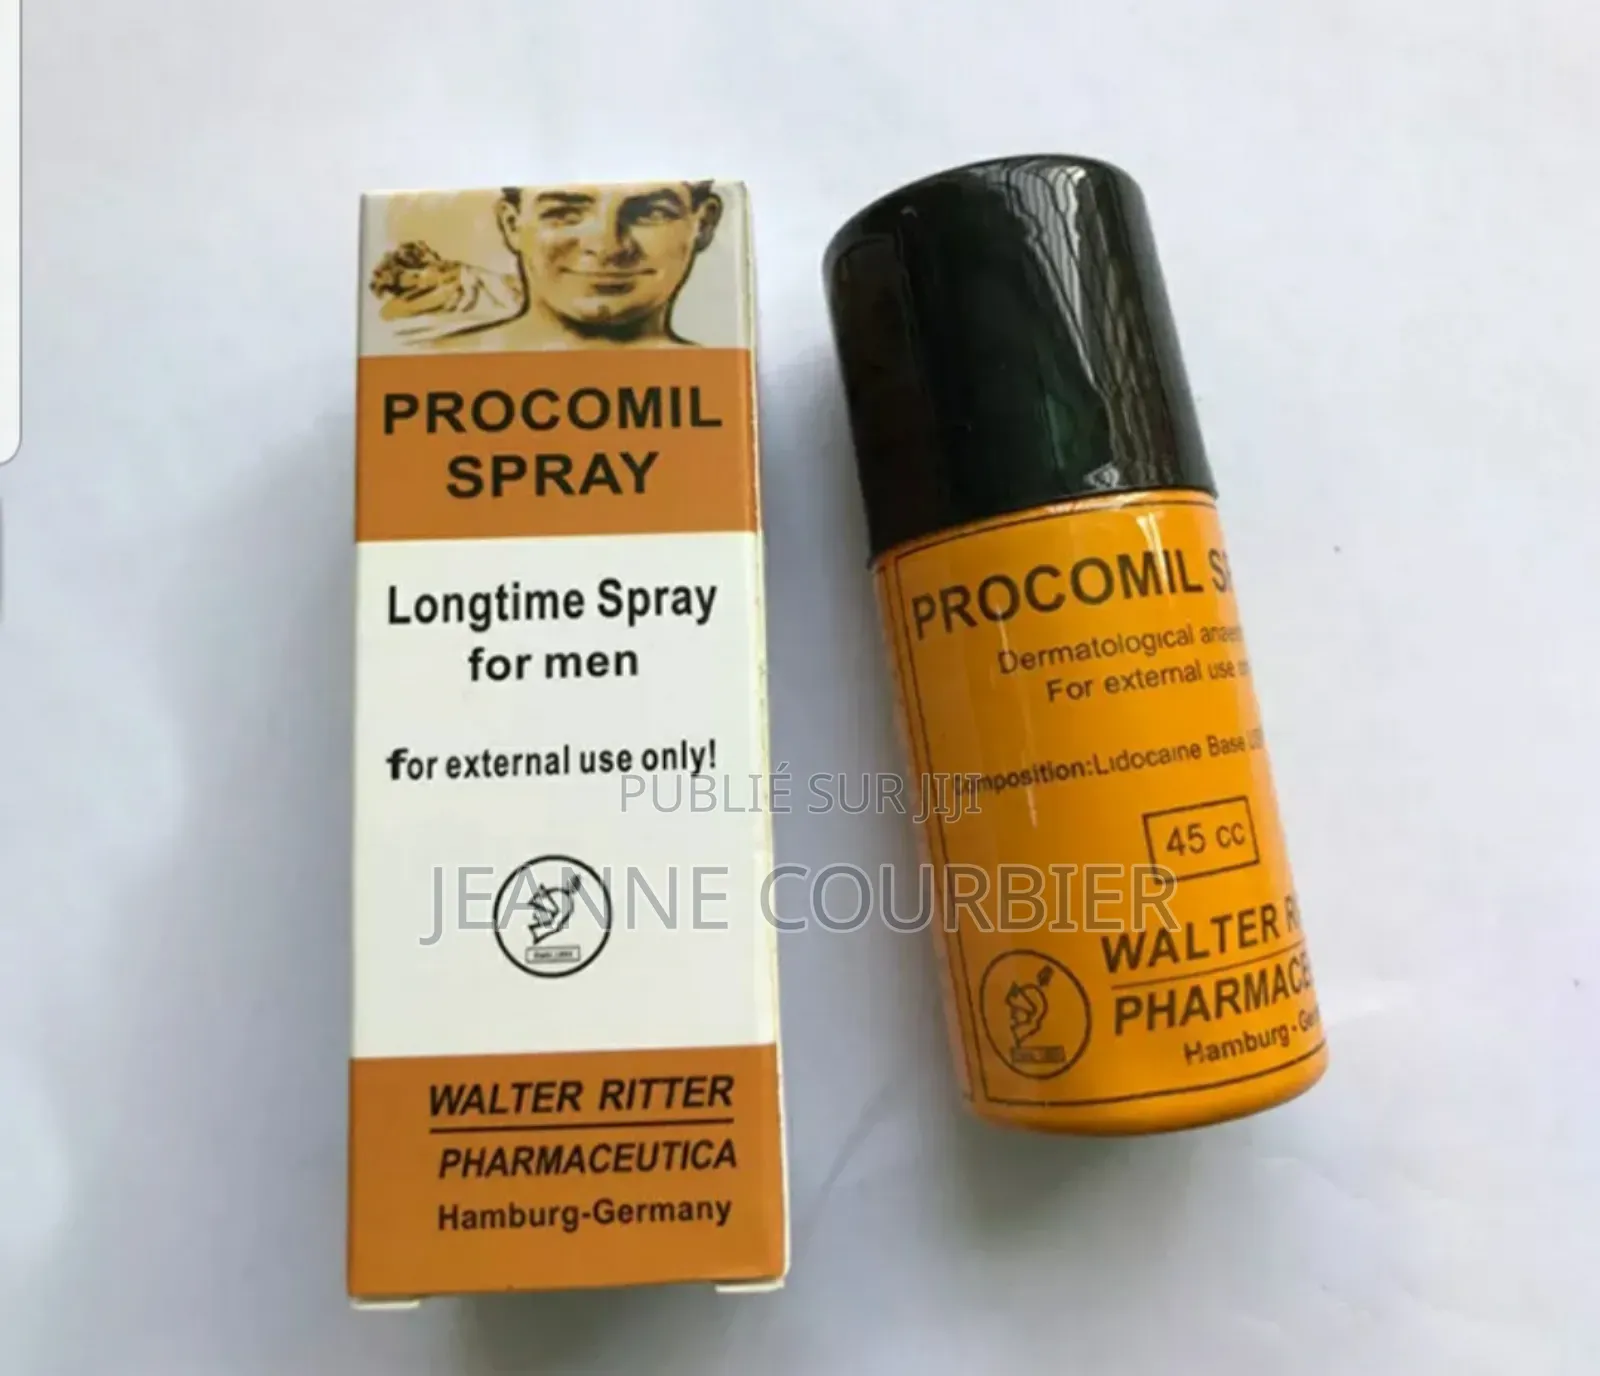 PROCOMIL
SPRAY
Longtime Spray
for men
for external use only!
WALTER RITTER
PHARMACEUTICA
Hamburg-Germany
PROCOMIL
Dermatological
For external use
Composition:Lidocaine Base
45 cc
WALTER
Hamburg -
PUBLIÉ SUR JIJI
JEANNE COURBIER